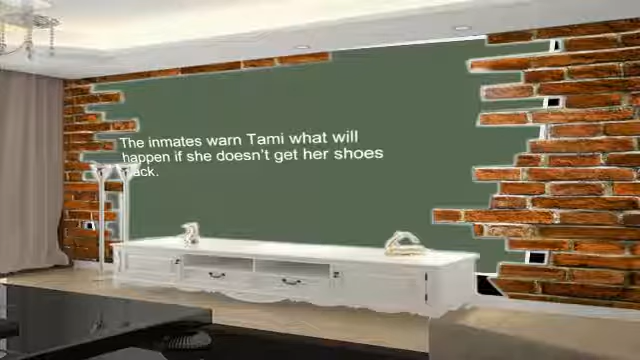 The inmates warn Tami what will
happen if she doesn't get her shoes
back.